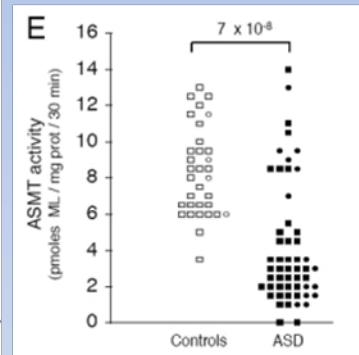 E
7 x 10-8
16
14
12
10
8
6
4
2
0
ASMT activity
(pmoles ML / mg prot / 30 min)
Controls ASD